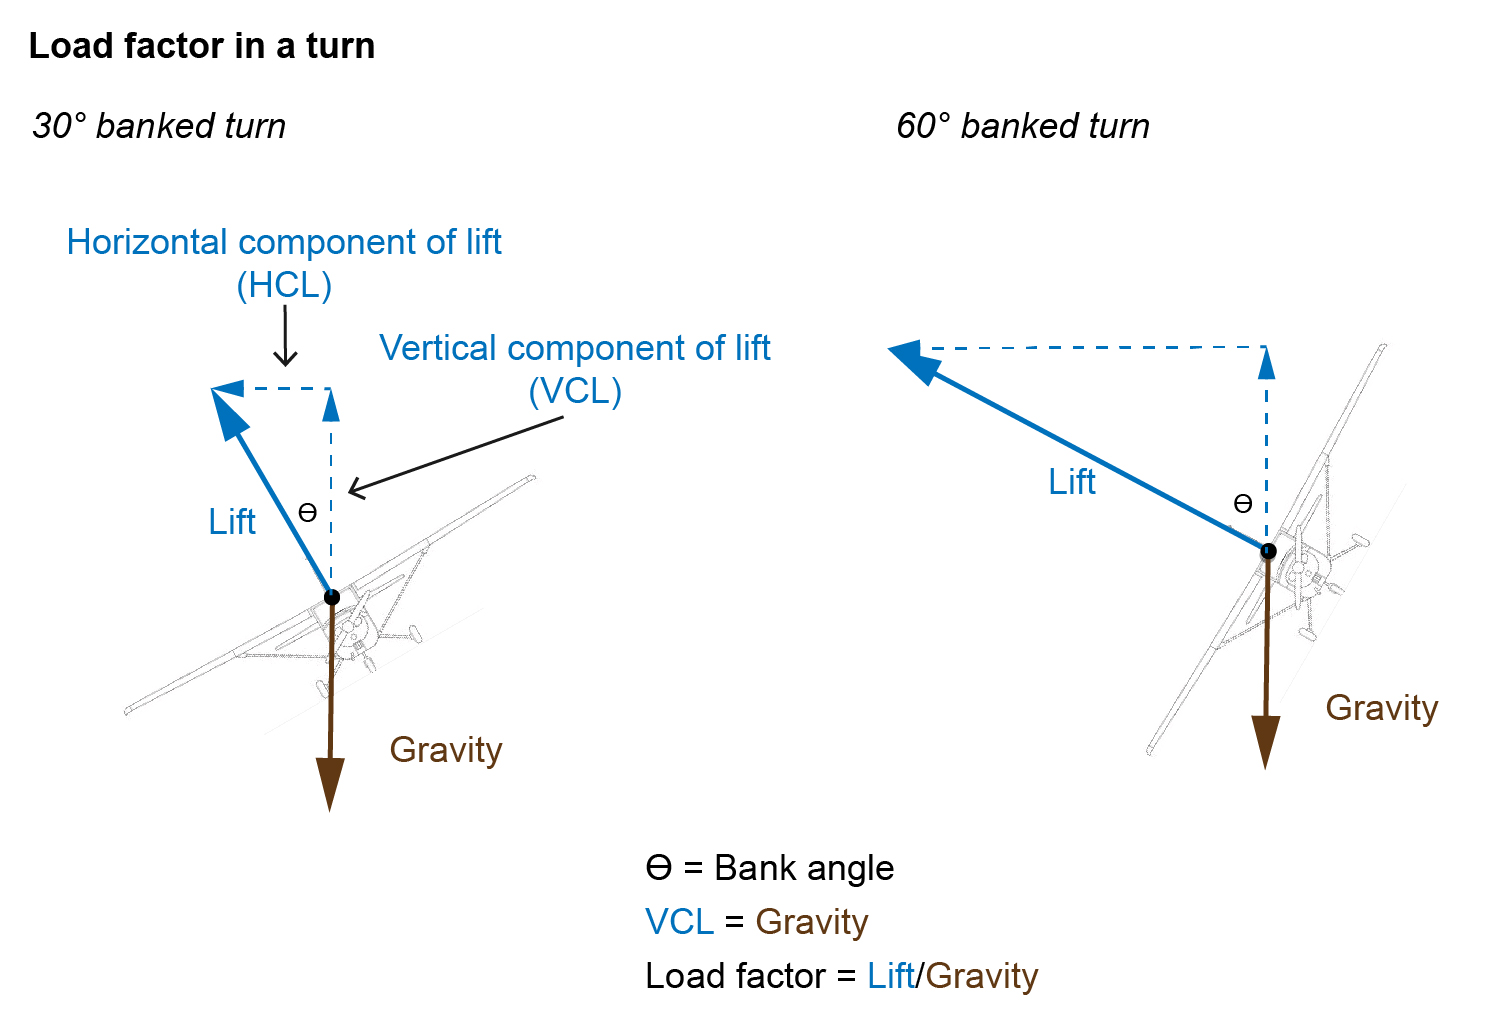 Load factor in a turn
30° banked turn
60° banked turn
Horizontal component of lift
(HCL)
Vertical component of lift
(VCL)
Lift
ϴ
Gravity
Lift
ϴ
Gravity
ϴ = Bank angle
VCL = Gravity
Load factor = Lift/Gravity